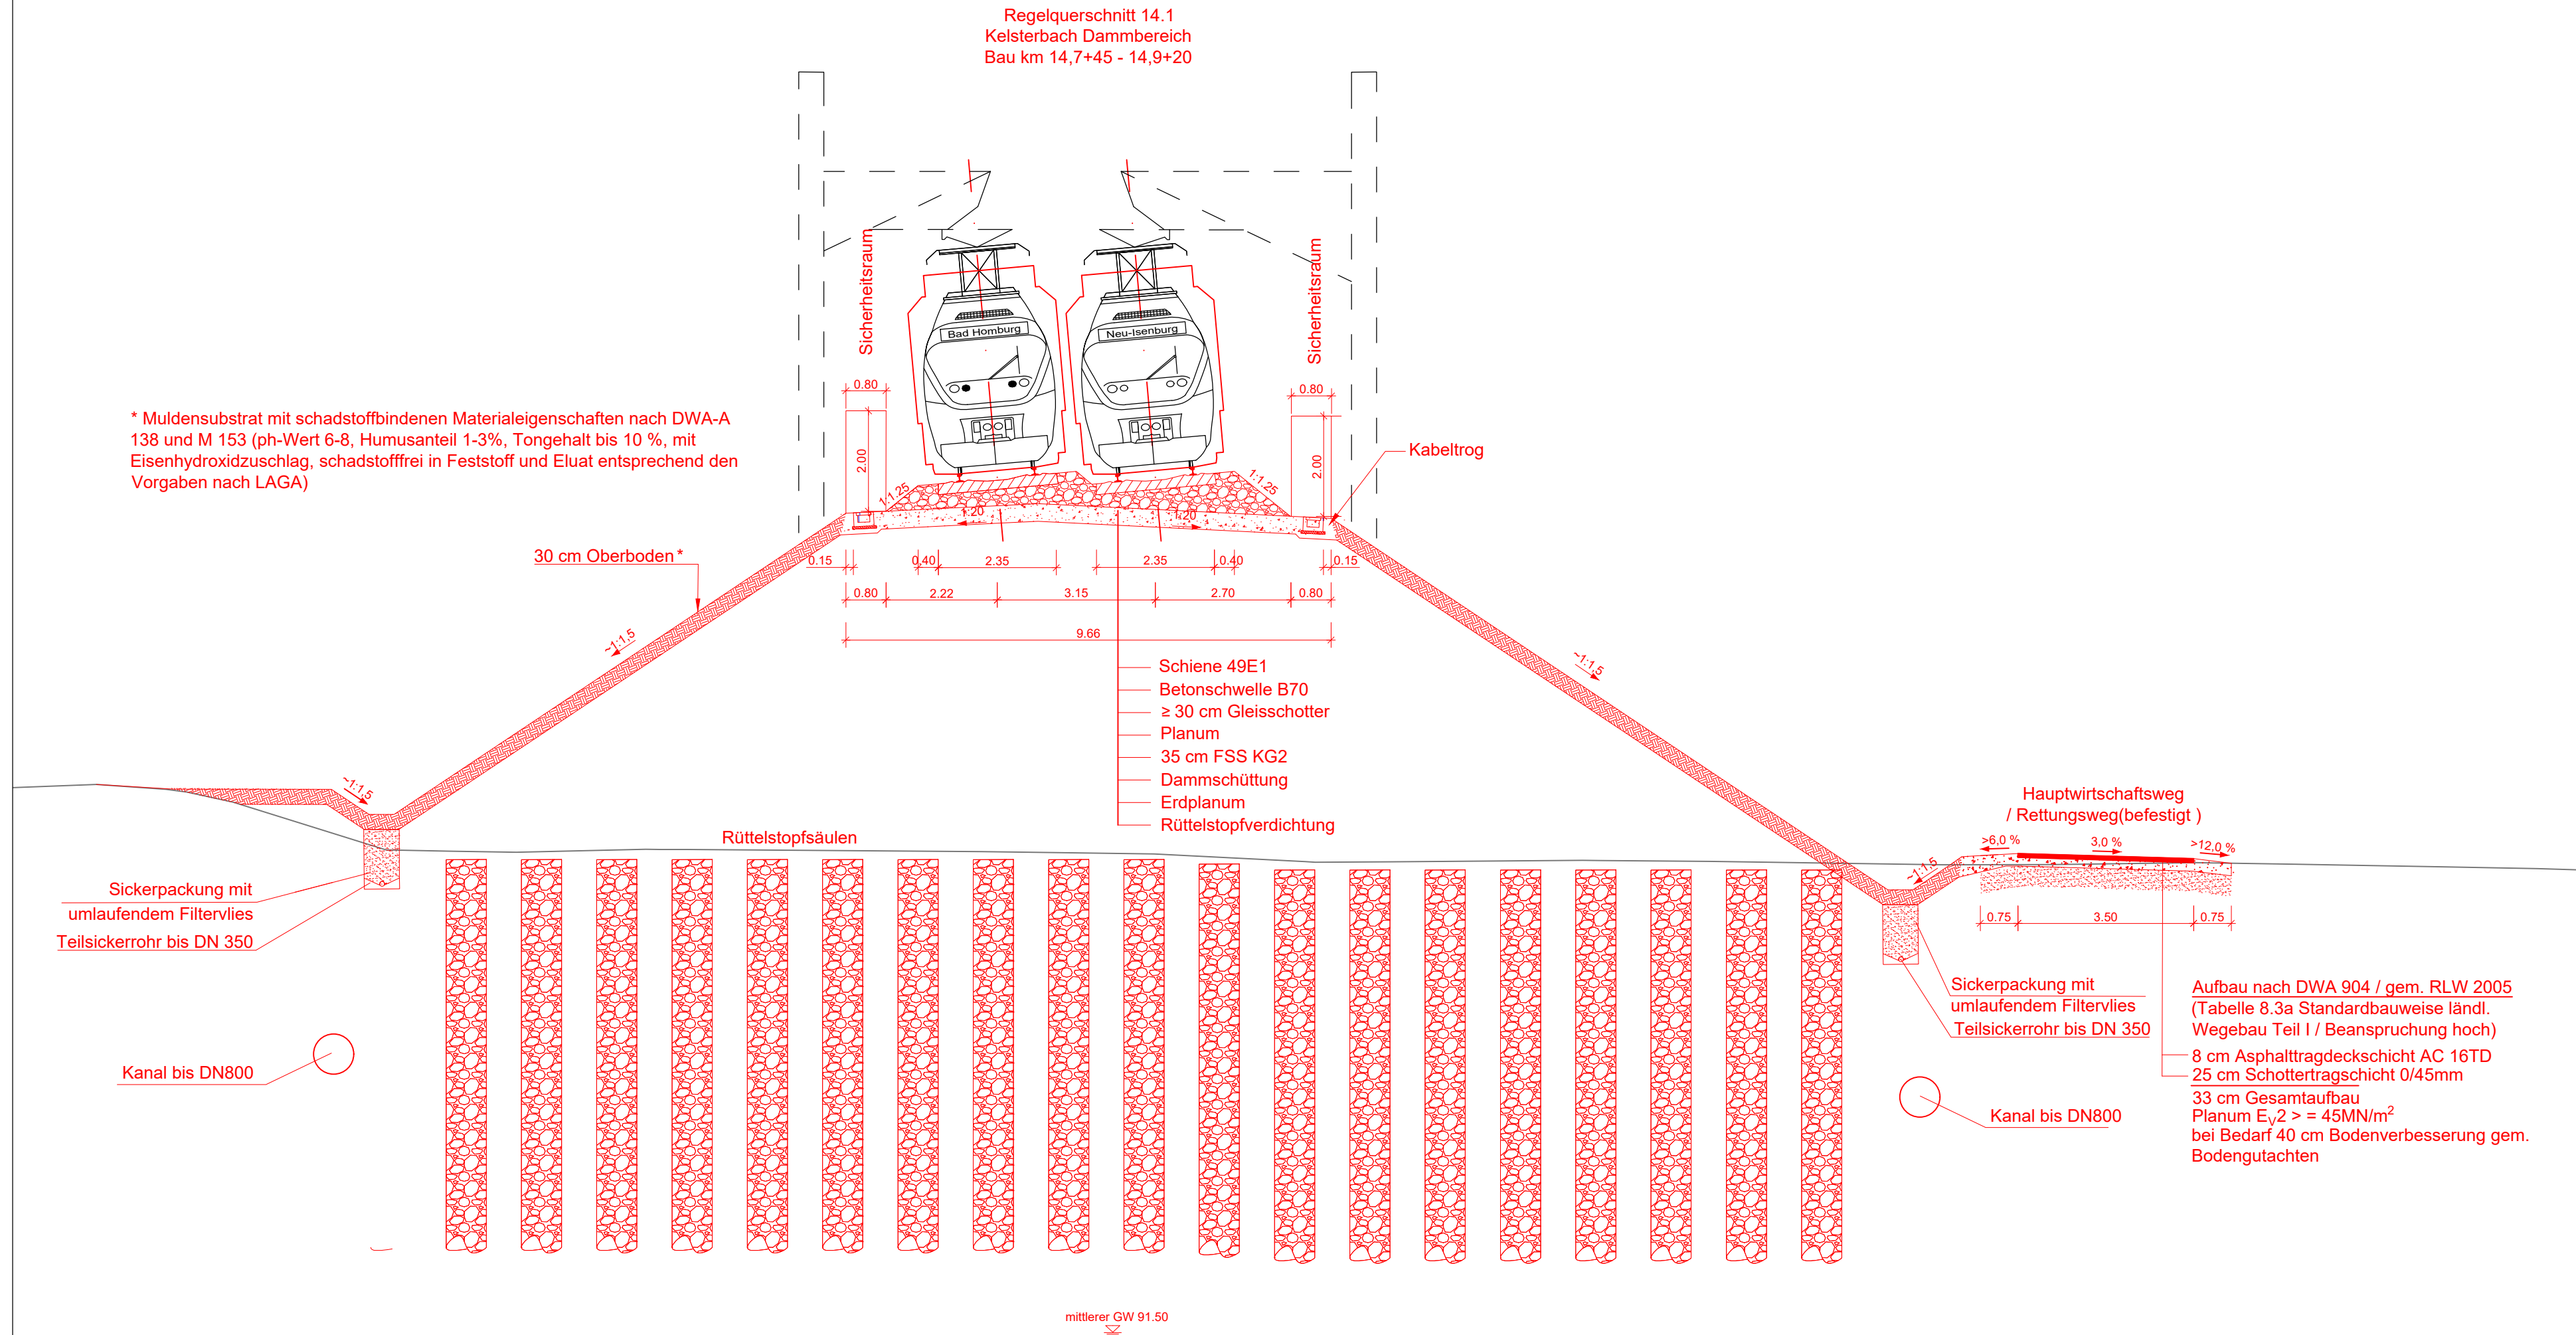 Regelquerschnitt 14.1
Kelsterbach Dammbereich
Bau km 14,7+45 - 14,9+20
Sicherheitsraum
Sicherheitsraum
Bad Homburg
Neu-Isenburg
0.80
0.80
2.00
2.00
1:1.25
1:1.25
1:20
1:20
Kabeltrog
* Muldensubstrat mit schadstoffbindenen Materialeigenschaften nach DWA-A
138 und M 153 (ph-Wert 6-8, Humusanteil 1-3%, Tongehalt bis 10 %, mit
Eisenhydroxidzuschlag, schadstofffrei in Feststoff und Eluat entsprechend den
Vorgaben nach LAGA)
30 cm Oberboden *
0.15
0.40
2.35
2.35
0.40
0.15
0.80
2.22
3.15
2.70
0.80
9.66
~1:1,5
~1:1,5
Schiene 49E1
Betonschwelle B70
≥ 30 cm Gleisschotter
Planum
35 cm FSS KG2
Dammschüttung
Erdplanum
Rüttelstopfverdichtung
~1:1,5
Rüttelstopfsäulen
Hauptwirtschaftsweg
/ Rettungsweg(befestigt )
>6,0 %
3,0 %
>12,0 %
~1:1,5
0.75
3.50
0.75
Sickerpackung mit
umlaufendem Filtervlies
Teilsickerrohr bis DN 350
Kanal bis DN800
Sickerpackung mit
umlaufendem Filtervlies
Teilsickerrohr bis DN 350
Kanal bis DN800
Aufbau nach DWA 904 / gem. RLW 2005
(Tabelle 8.3a Standardbauweise ländl.
Wegebau Teil I / Beanspruchung hoch)
8 cm Asphalttragdeckschicht AC 16TD
25 cm Schottertragschicht 0/45mm
33 cm Gesamtaufbau
Planum EV2 > = 45MN/m²
bei Bedarf 40 cm Bodenverbesserung gem.
Bodengutachten
mittlerer GW 91.50